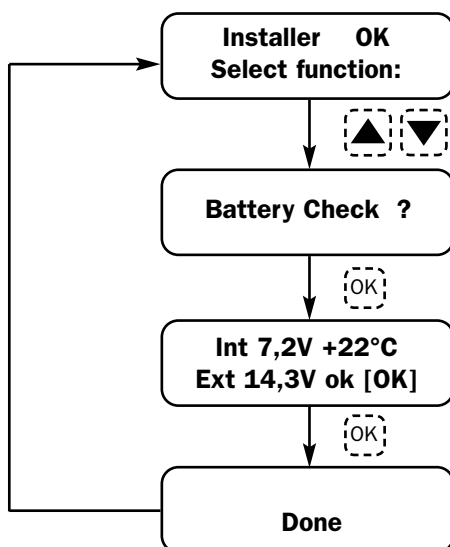 Installer OK
Select function:
Battery Check ?
OK
Int 7,2V +22°C
Ext 14,3V ok [OK]
OK
Done